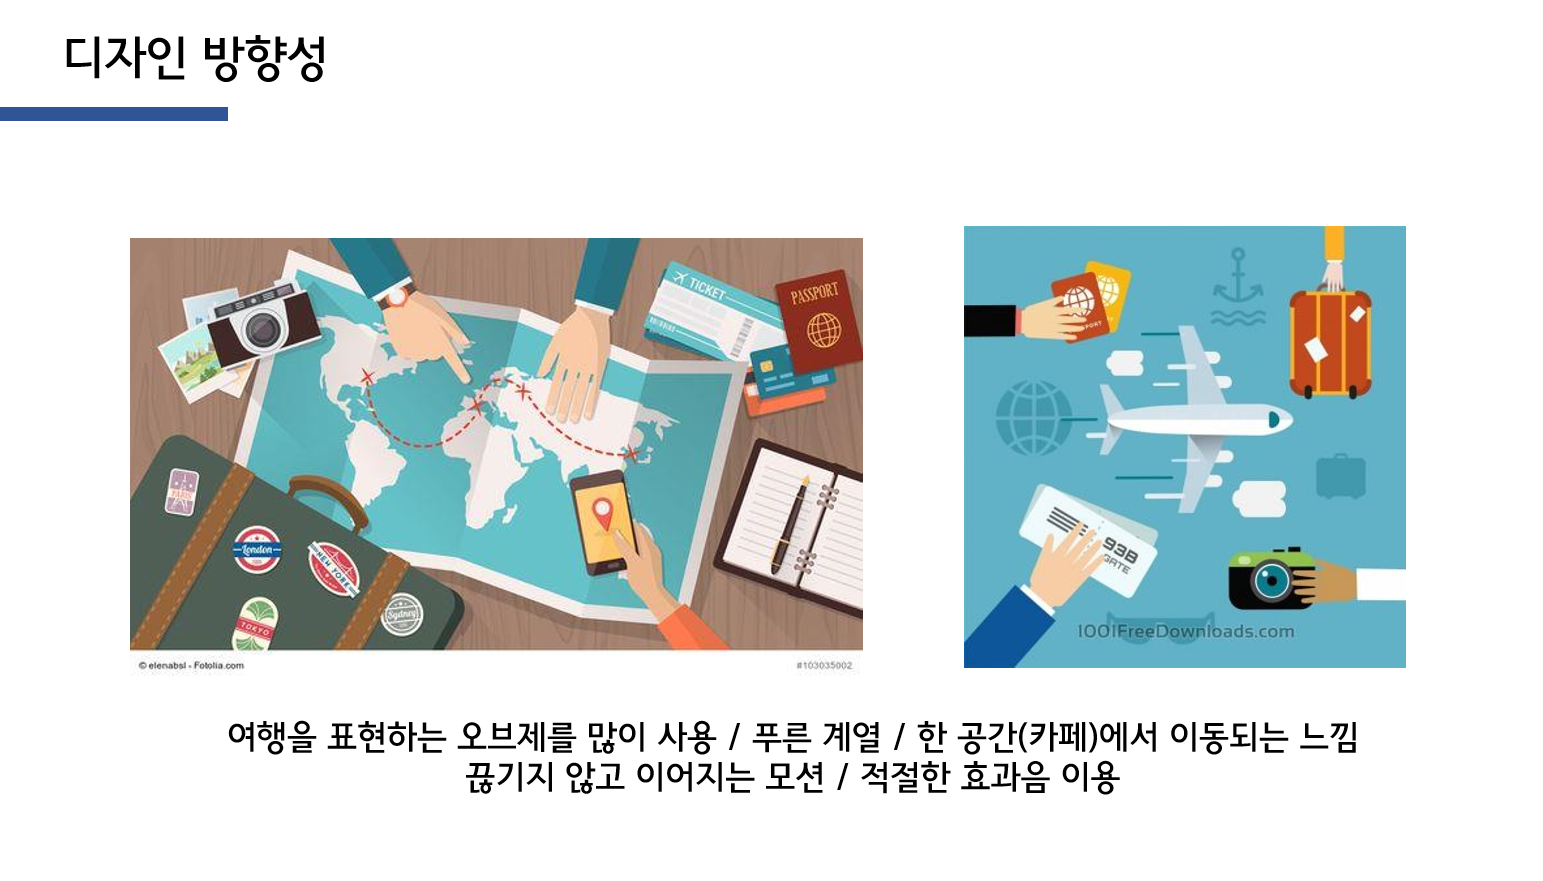 디자인 방향성
TICKET
PASSPORT
PARIS
London
NEW YORK
TOKYO
Sydney
© elenabsl - Fotolia.com
#103035002
PORT
93B
GATE
1001FreeDownloads.com
여행을 표현하는 오브제를 많이 사용 / 푸른 계열 / 한 공간(카페)에서 이동되는 느낌
끊기지 않고 이어지는 모션 / 적절한 효과음 이용